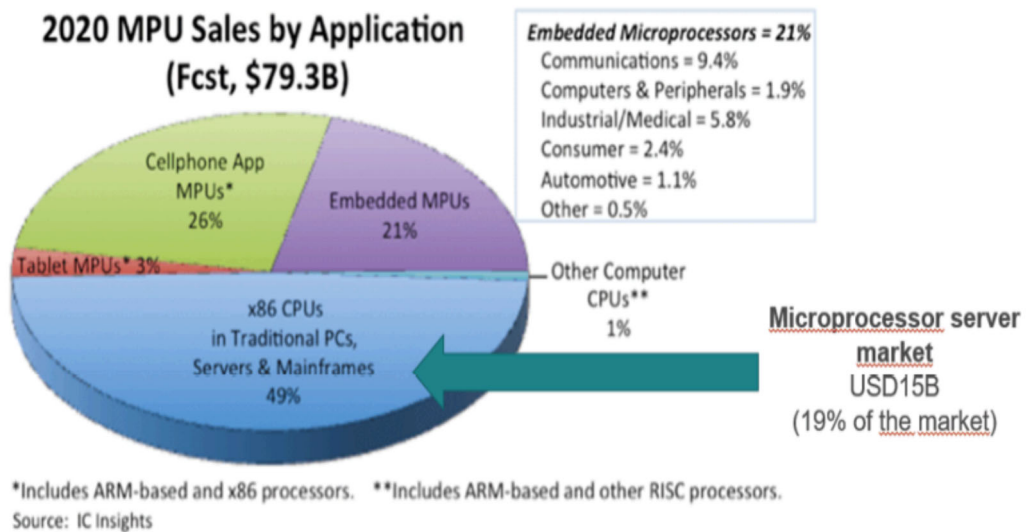 2020 MPU Sales by Application
(Fcst, $79.3B)
Embedded Microprocessors = 21%
Communications = 9.4%
Computers & Peripherals = 1.9%
Industrial/Medical = 5.8%
Consumer = 2.4%
Automotive = 1.1%
Other = 0.5%
Cellphone App
MPUs*
26%
Embedded MPUs
21%
Tablet MPUs* 3%
Other Computer
CPUs**
1%
x86 CPUs
in Traditional PCs,
Servers & Mainframes
49%
Microprocessor server
market
USD15B
(19% of the market)
*Includes ARM-based and x86 processors. **Includes ARM-based and other RISC processors.
Source: IC Insights